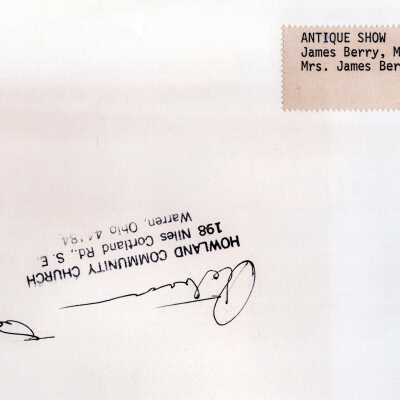 ANTIQUE SHOW
James Berry, M
Mrs. James Ber
HOWLAND COMMUNITY CHURCH
198 Niles Cortland Rd., S. E.
Warren, Ohio 44484